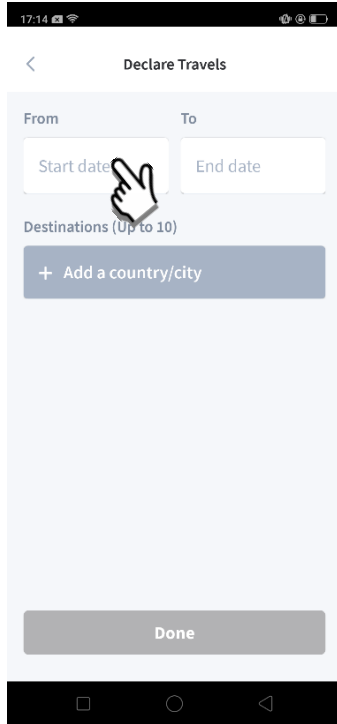 17:14
Declare Travels
From To
Start date End date
Destinations (Up to 10)
+ Add a country/city
Done